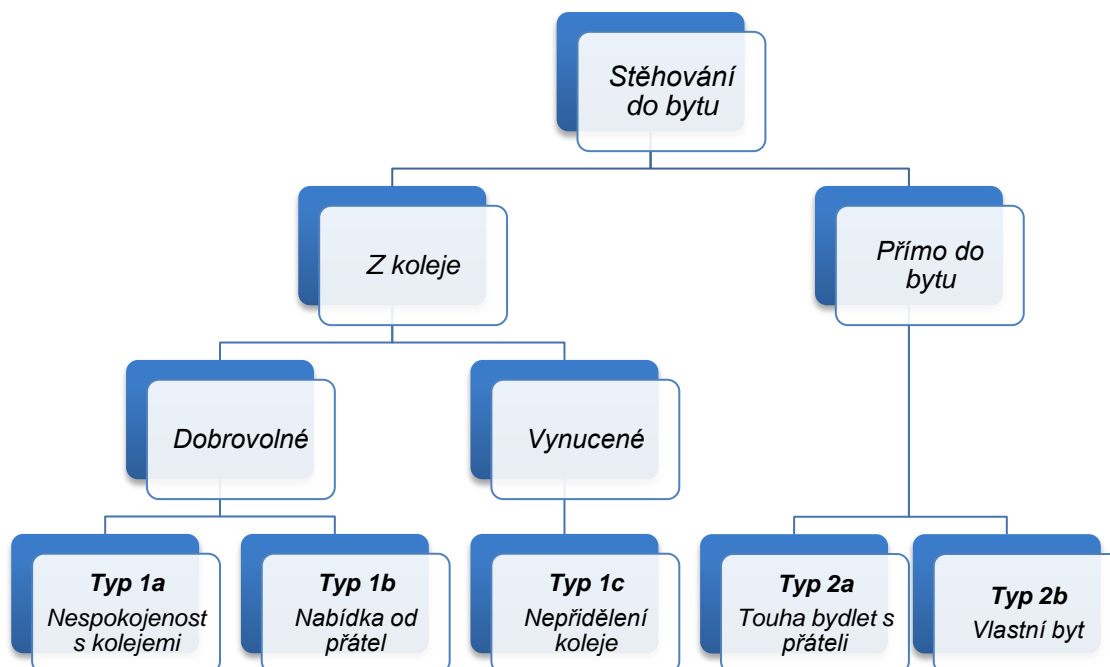 Stěhování
do bytu
Z koleje
Přímo do
bytu
Dobrovolné
Vynucené
Typ 1a
Nespokojenost
s kolejemi
Typ 1b
Nabídka od
přátel
Typ 1c
Nepřidělení
koleje
Typ 2a
Touha bydlet s
přáteli
Typ 2b
Vlastní byt